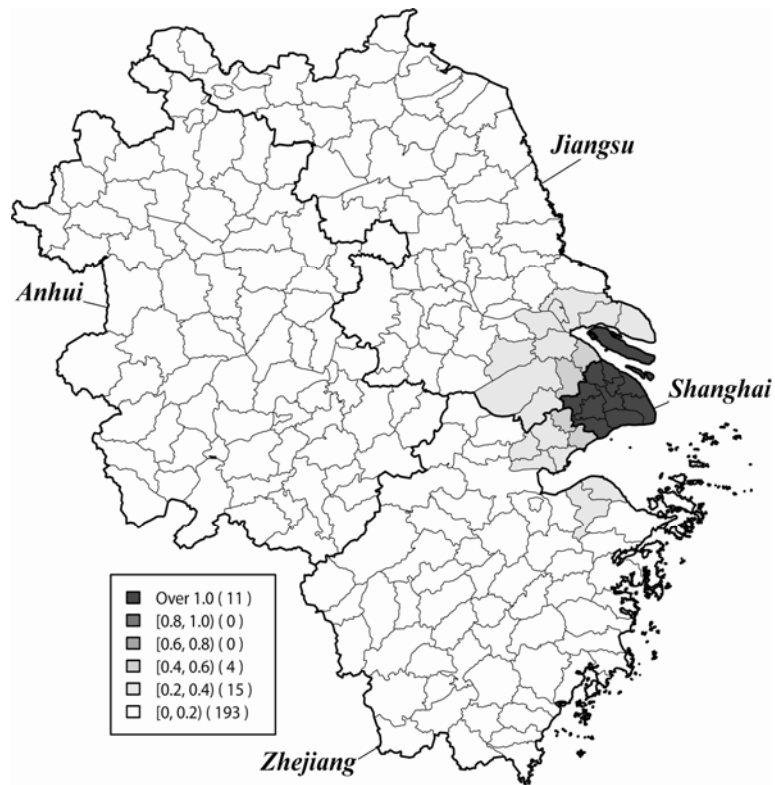 Jiangsu
Anhui
Shanghai
Over 1.0 ( 11 )
[0.8, 1.0) ( 0 )
[0.6, 0.8) ( 0 )
[0.4, 0.6) ( 4 )
[0.2, 0.4) ( 15 )
[0, 0.2) ( 193 )
Zhejiang